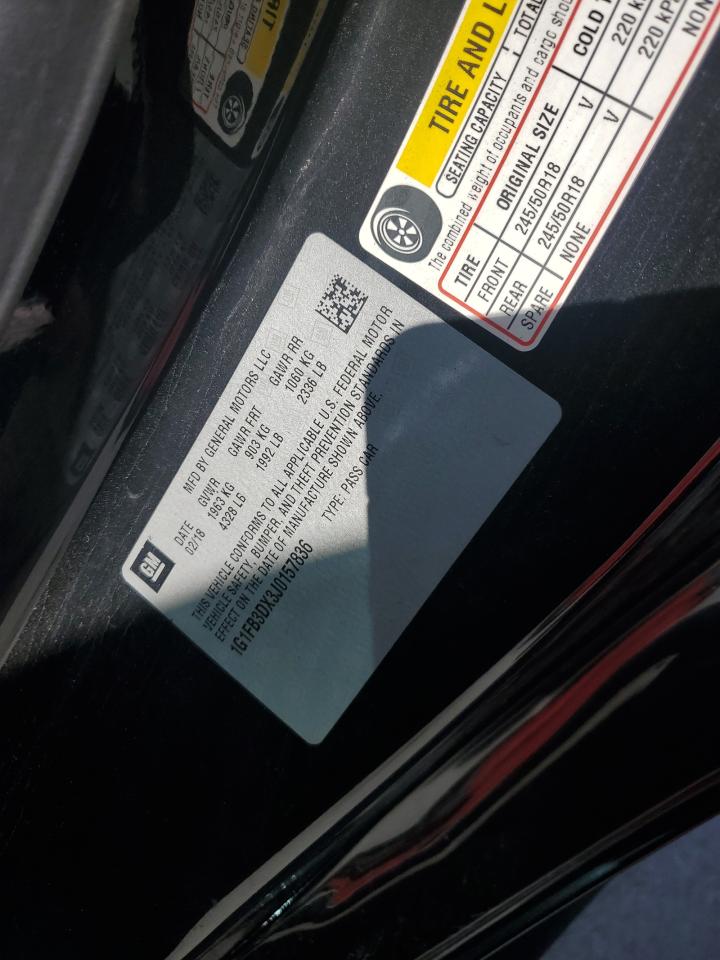 TIRE AND L
SEATING CAPACITY
TOTAL
The combined weight of occupants and cargo shou
TIRE ORIGINAL SIZE COLD T
FRONT 245/50R18 V 220 k
REAR 245/50R18 V 220 kPa
SPARE NONE NON
GM
MFD BY GENERAL MOTORS LLC
DATE GVWR GAWR FRT GAWR RR
02/18 1963 KG 903 KG 1060 KG
4328 LB 1992 LB 2336 LB
THIS VEHICLE CONFORMS TO ALL APPLICABLE U.S. FEDERAL MOTOR
VEHICLE SAFETY, BUMPER, AND THEFT PREVENTION STANDARDS IN
EFFECT ON THE DATE OF MANUFACTURE SHOWN ABOVE.
1G1FB3DX3J0157836 TYPE: PASS CAR